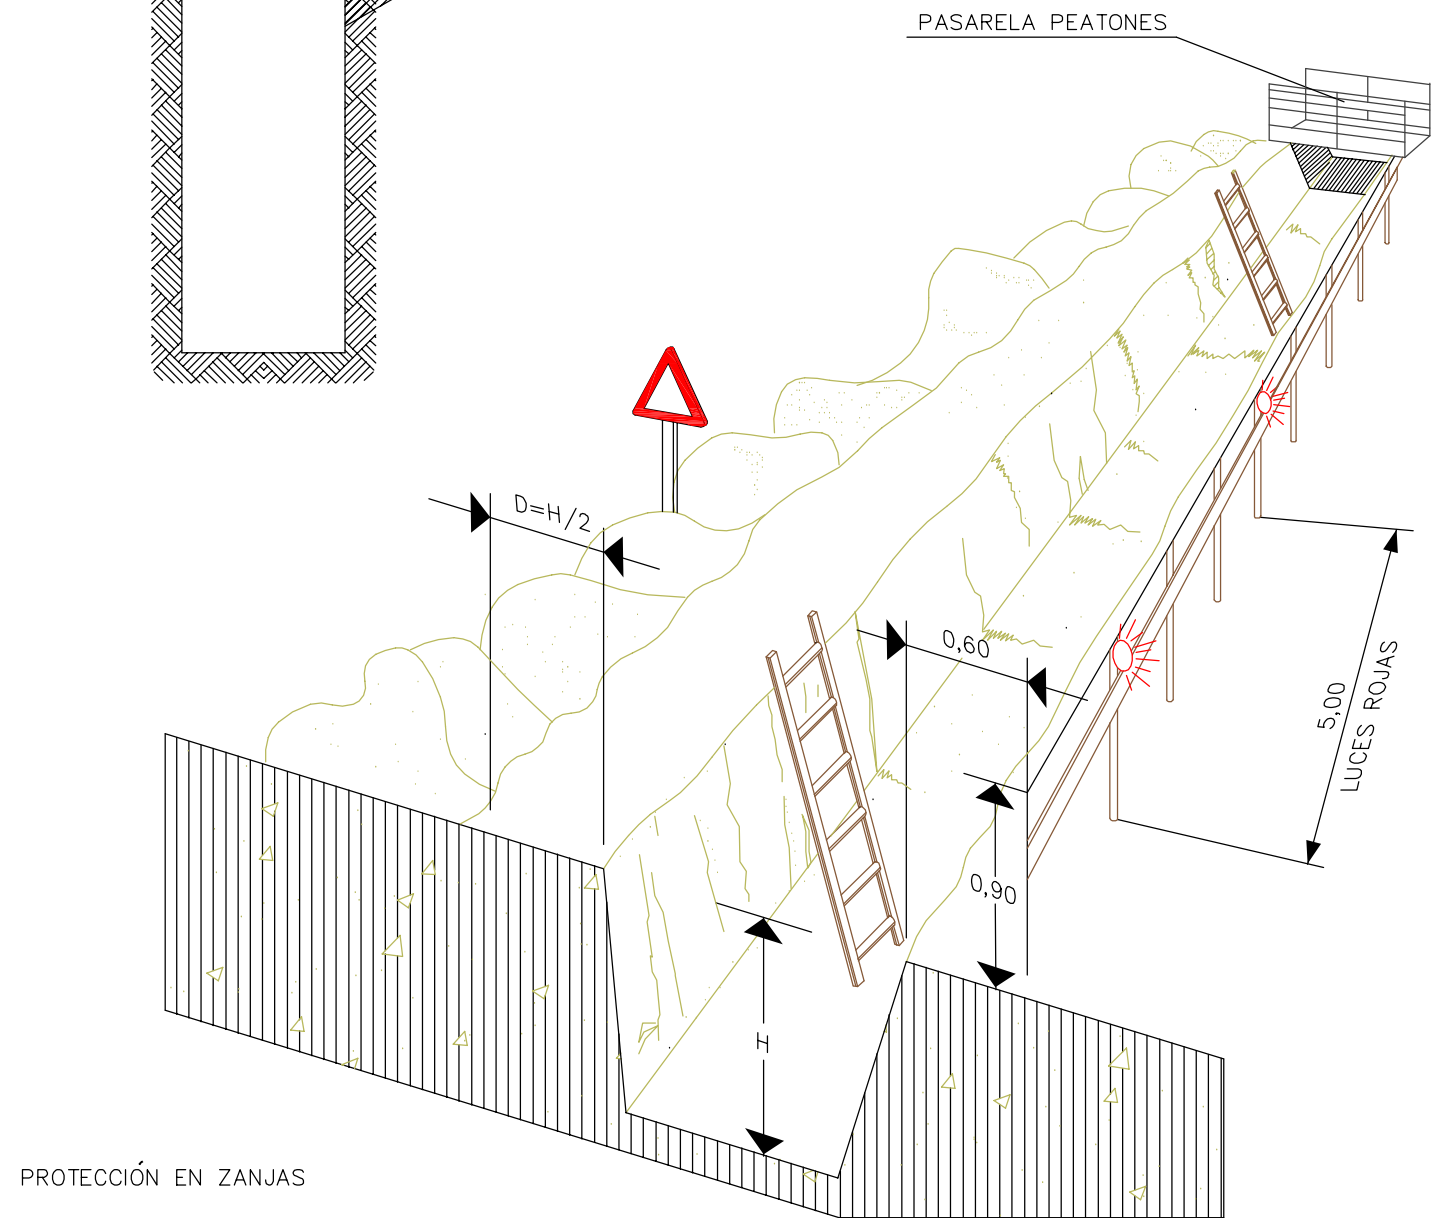 PASARELA PEATONES
D=H/2
0,60
5,00
LUCES ROJAS
0,90
H
PROTECCIÓN EN ZANJAS